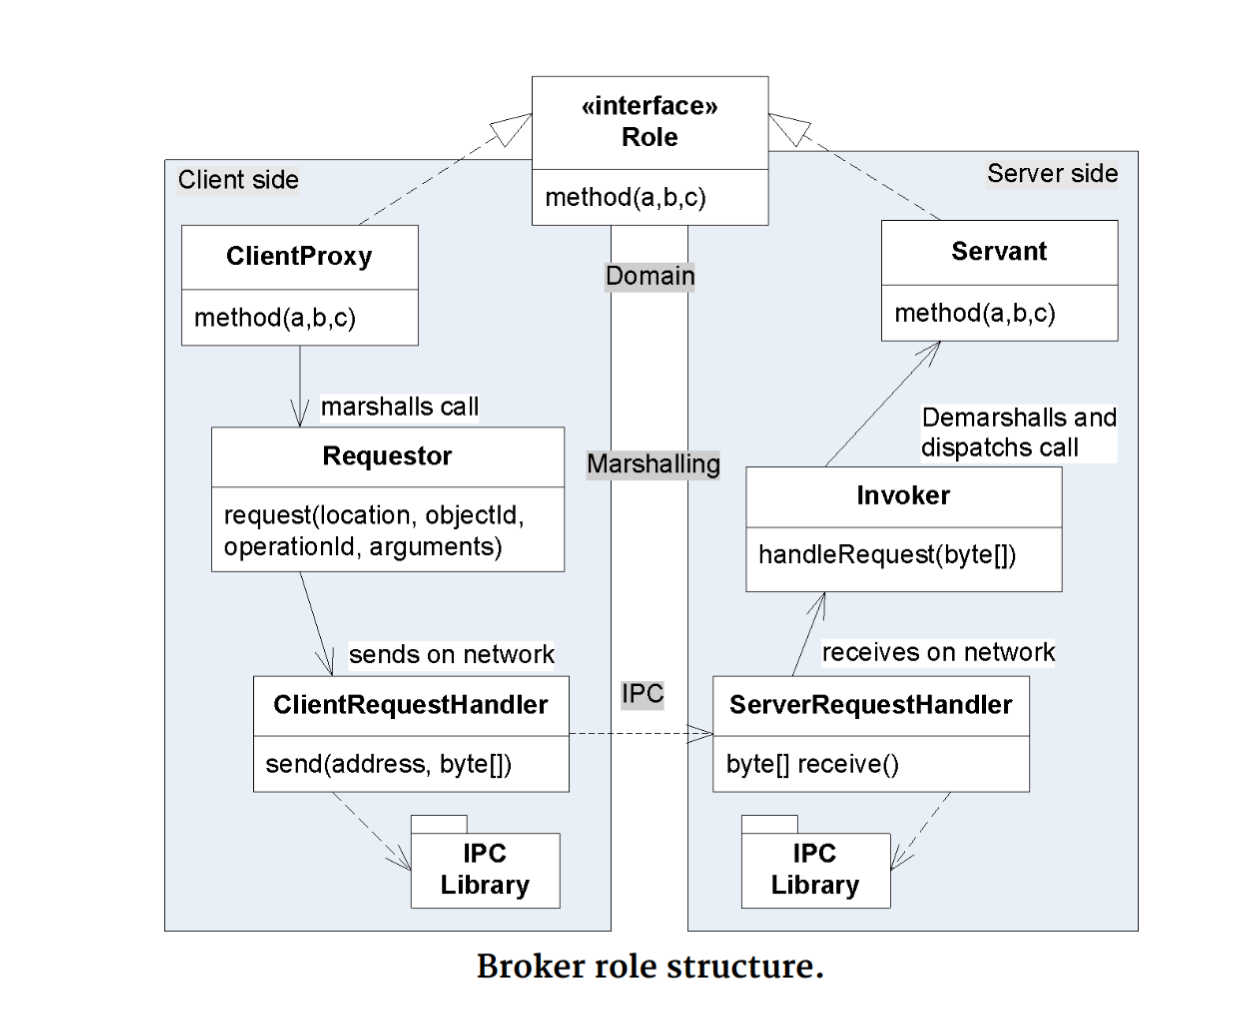 «interface»
Role
method(a,b,c)
Client side
Server side
ClientProxy
method(a,b,c)
Domain
Servant
method(a,b,c)
marshalls call
Requestor
request(location, objectId,
operationId, arguments)
Marshalling
Demarshalls and
dispatchs call
Invoker
handleRequest(byte[])
sends on network
receives on network
ClientRequestHandler
send(address, byte[])
IPC
ServerRequestHandler
byte[] receive()
IPC
Library
IPC
Library
Broker role structure.